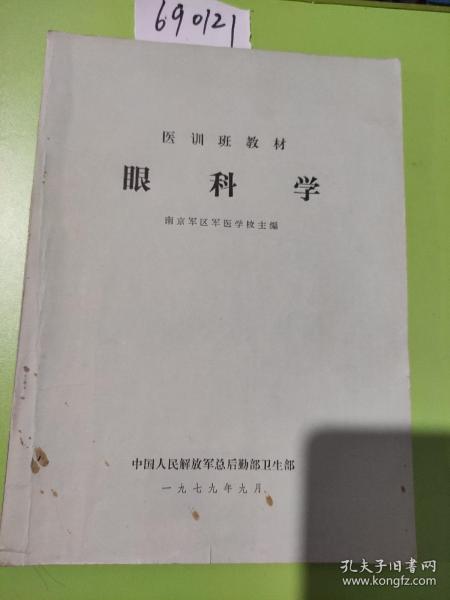 690121
医训班教材
眼科学
南京军区军医学校主编
中国人民解放军总后勤部卫生部
一九七九年九月
孔夫子旧书网
www.kongfz.com